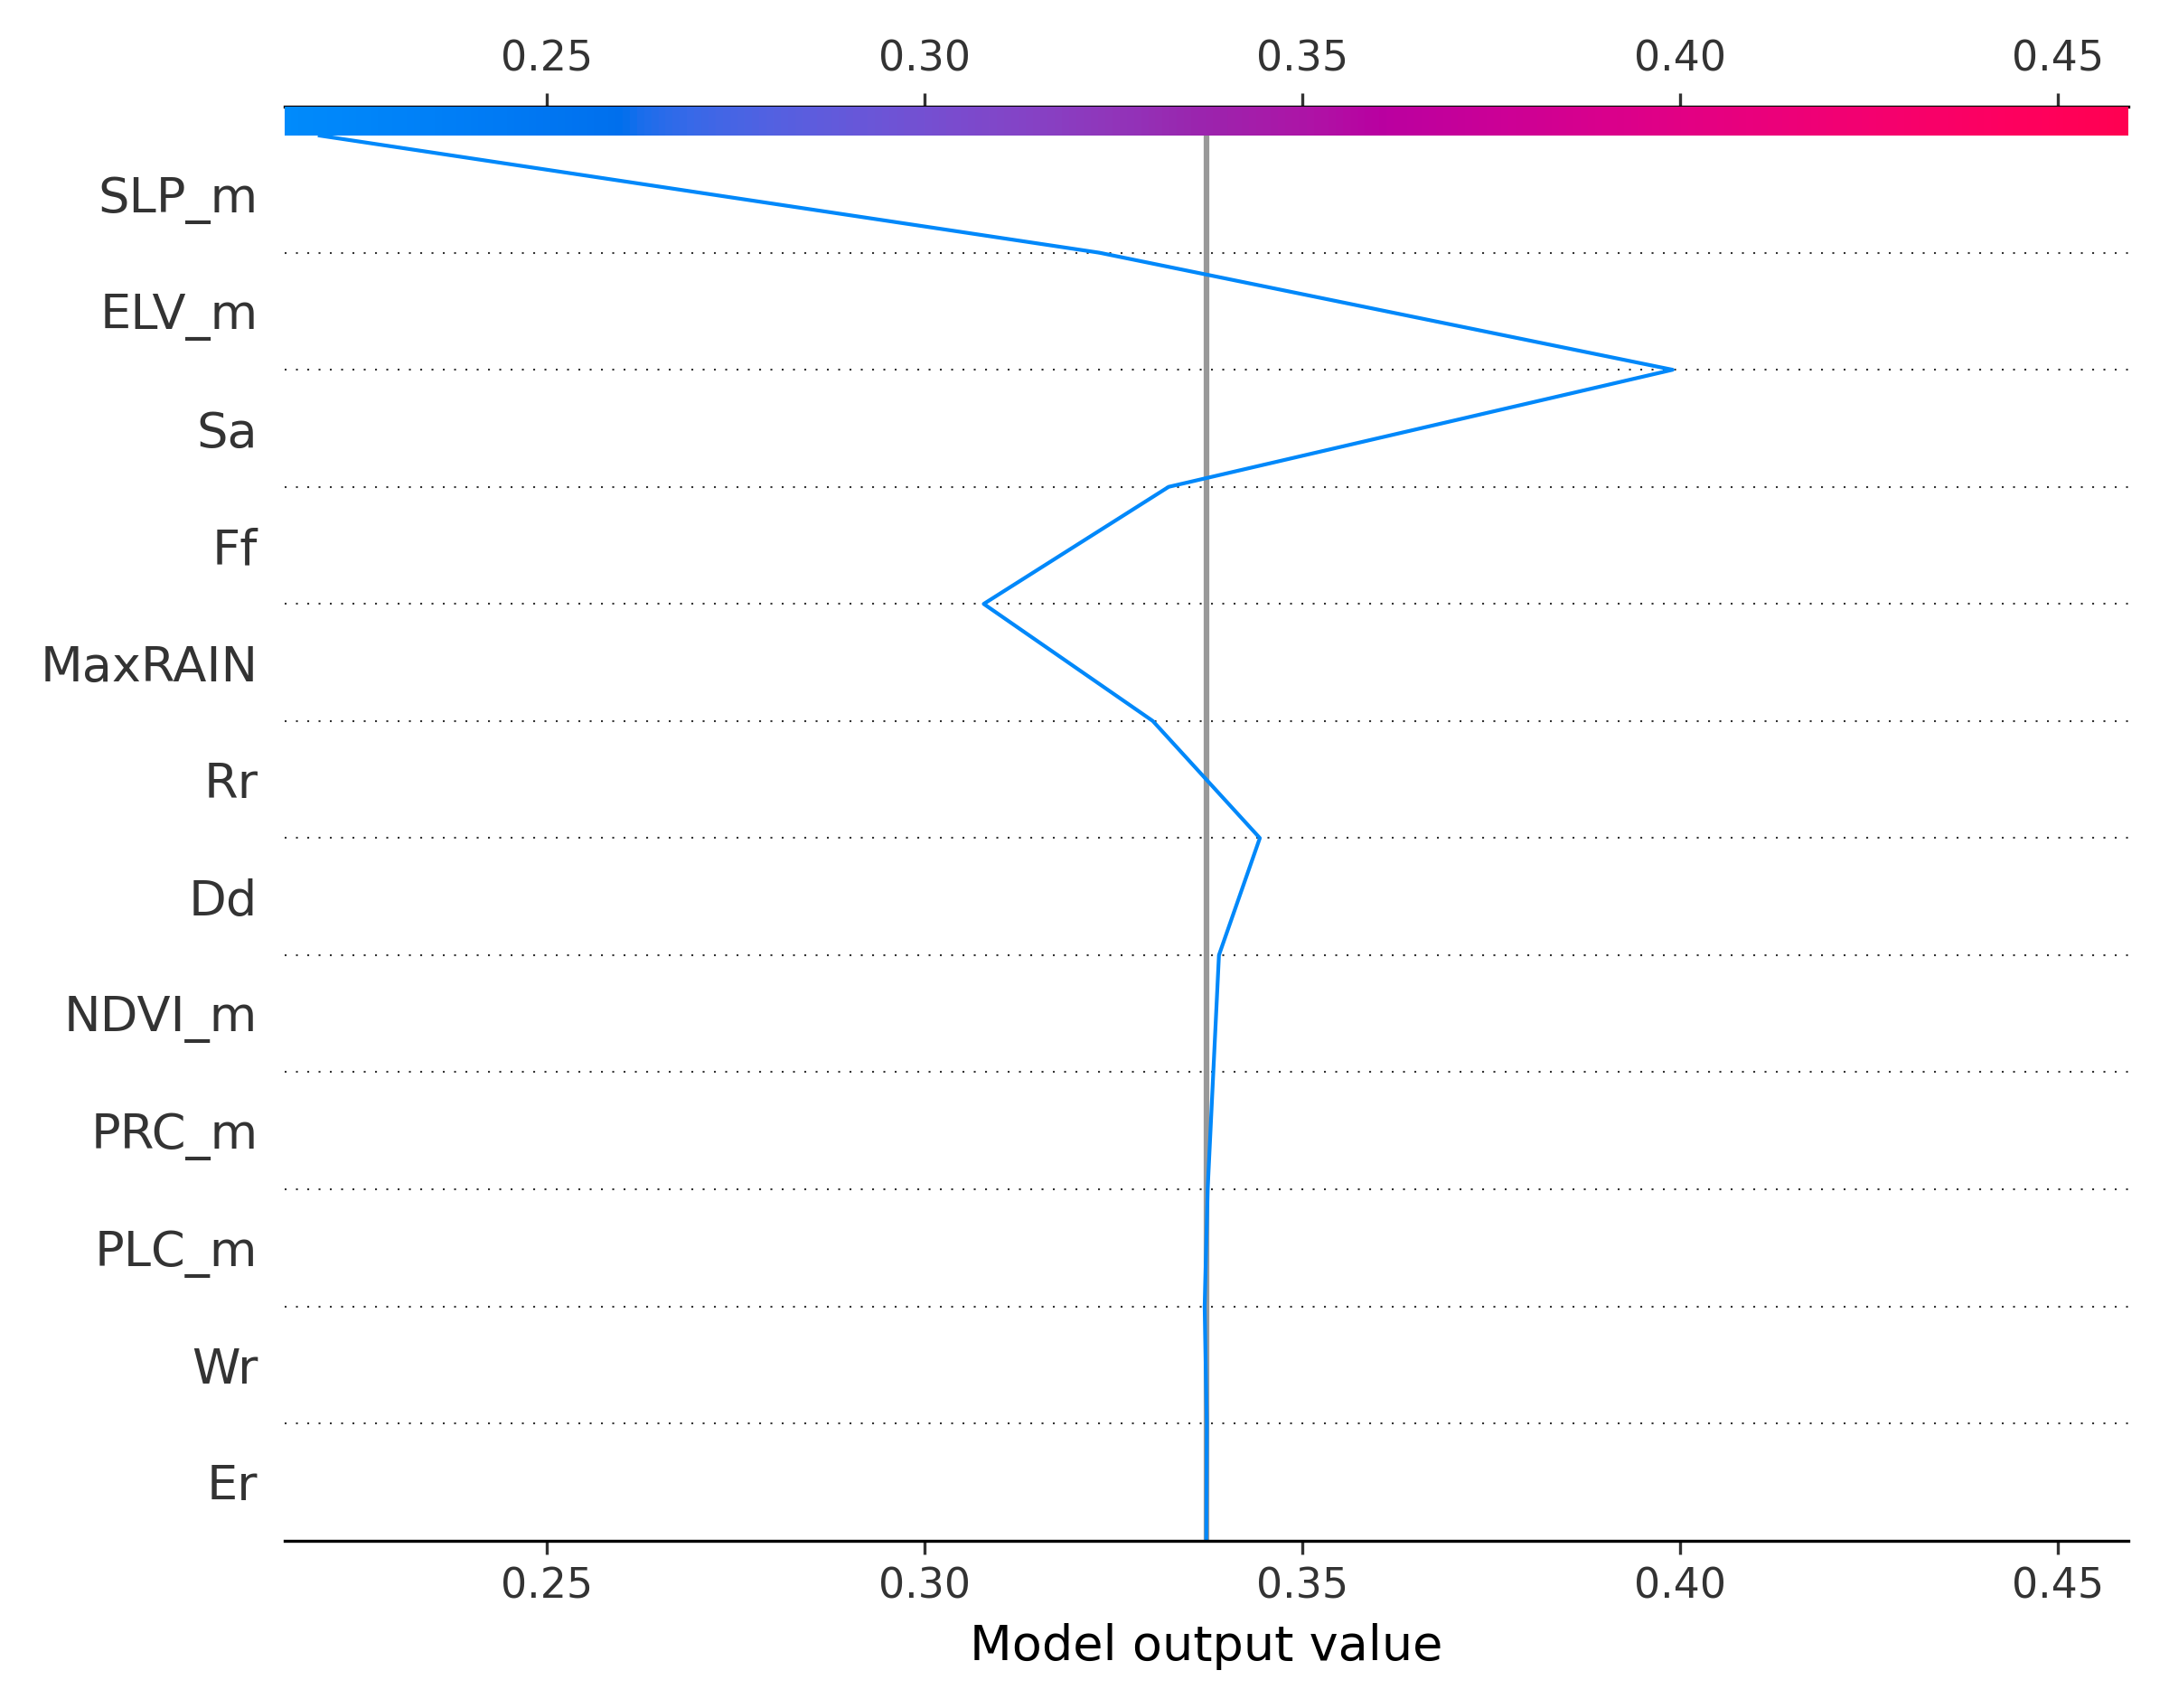 0.25 0.30 0.35 0.40 0.45
SLP_m
ELV_m
Sa
Ff
MaxRAIN
Rr
Dd
NDVI_m
PRC_m
PLC_m
Wr
Er
0.25 0.30 0.35 0.40 0.45
Model output value